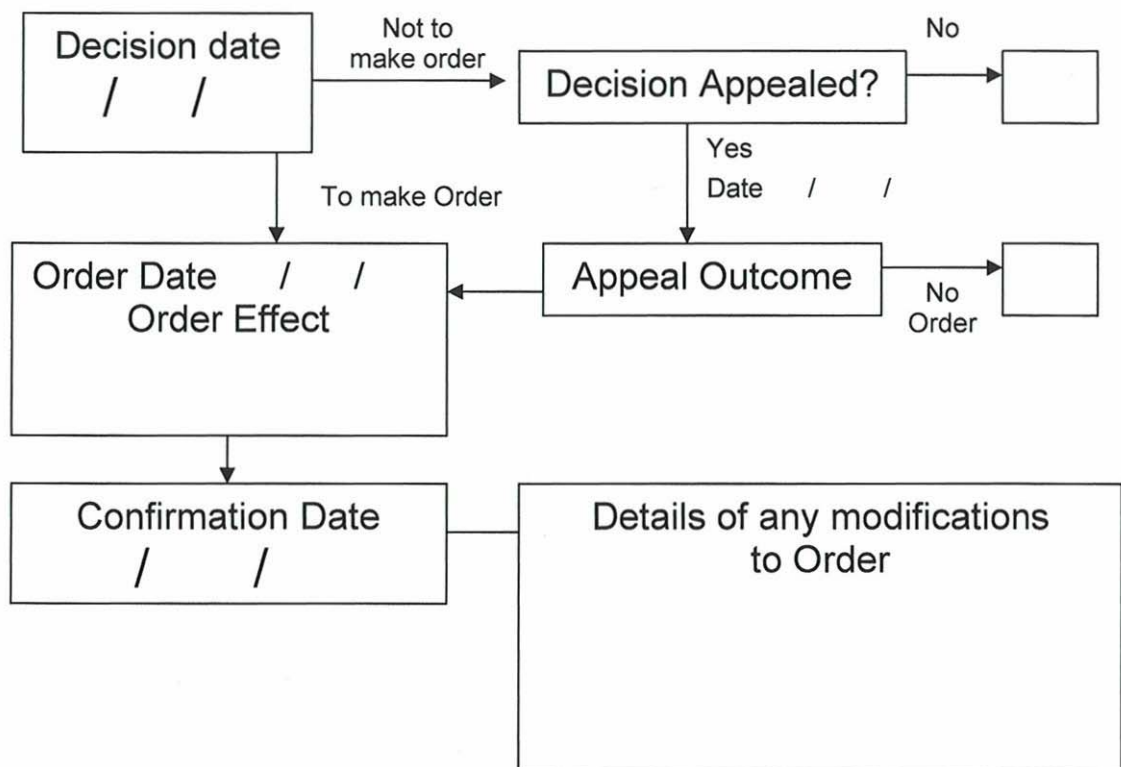 Decision date
/ /
Not to
make order
Decision Appealed?
No
Yes
Date / /
To make Order
Order Date / /
Order Effect
Appeal Outcome
No
Order
Confirmation Date
/ /
Details of any modifications
to Order